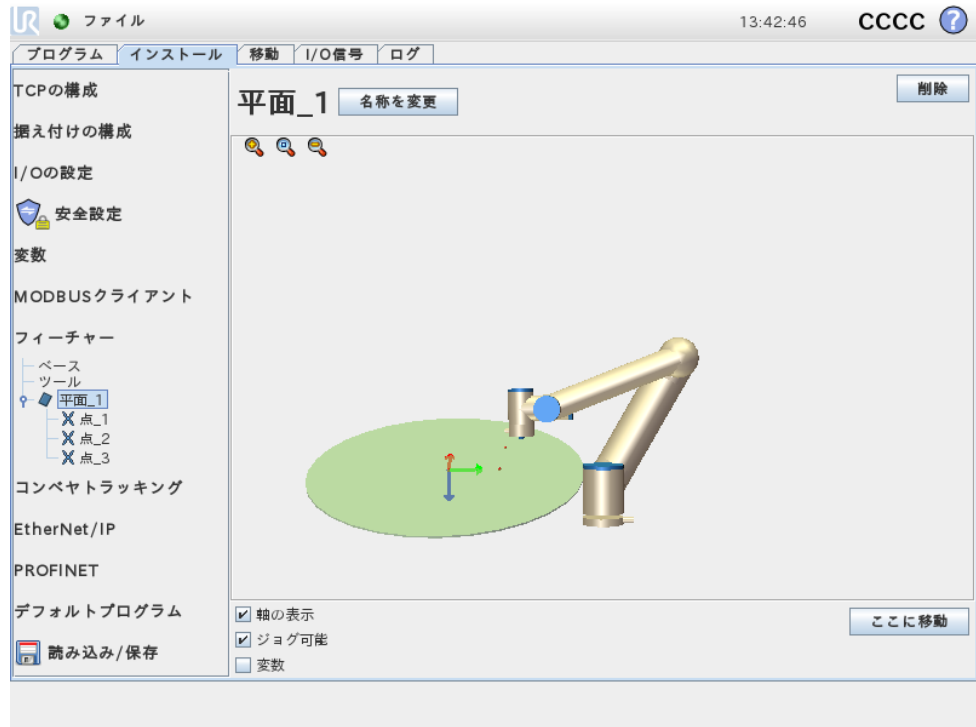 UR ファイル 13:42:46 CCCC ?
プログラム インストール 移動 I/O信号 ログ
TCPの構成
据え付けの構成
I/Oの設定
安全設定
変数
MODBUSクライアント
フィーチャー
ベース
ツール
平面_1
点_1
点_2
点_3
コンベヤトラッキング
EtherNet/IP
PROFINET
デフォルトプログラム
読み込み/保存
平面_1 名称を変更 削除
軸の表示
ジョグ可能
変数
ここに移動